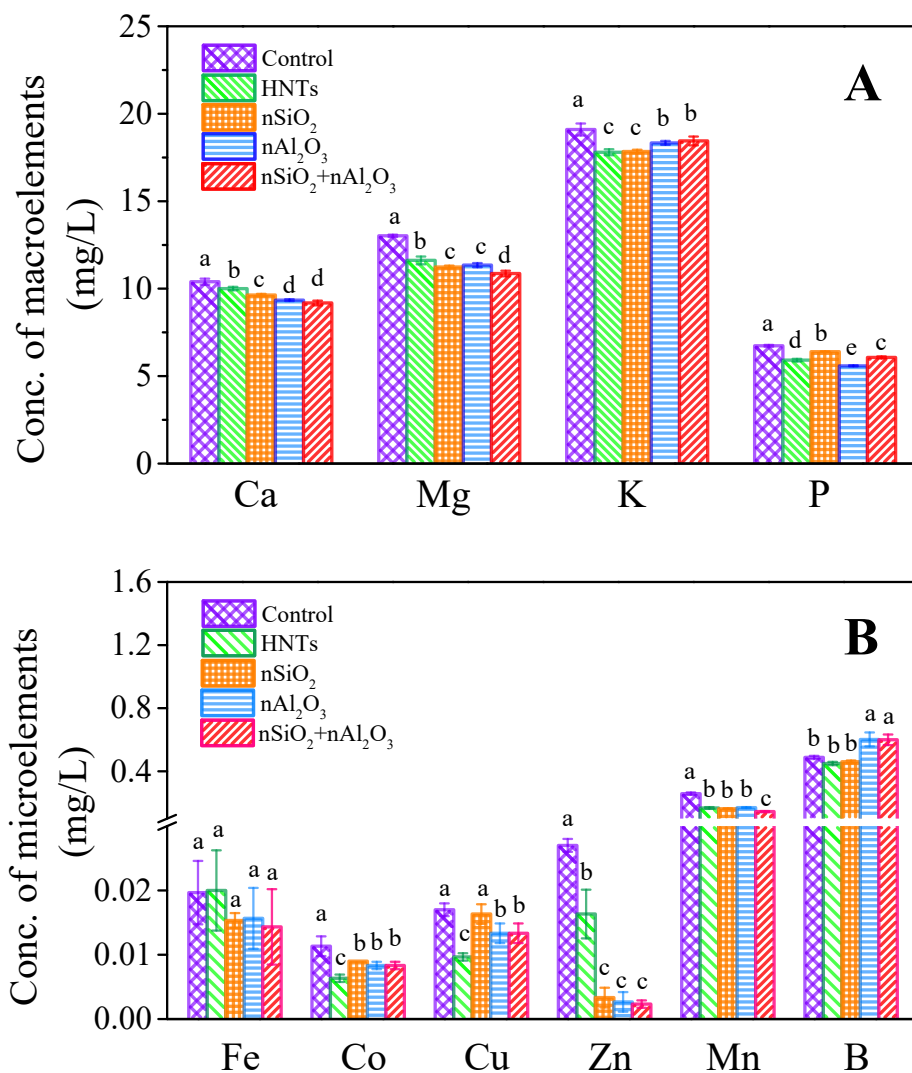 Conc. of macroelements
(mg/L)
25
20
15
10
5
0
A
Control
HNTs
nSiO₂
nAl₂O₃
nSiO₂+nAl₂O₃
a b c d d
a b c c d
a c c b b
a d b e c
Ca Mg K P
Conc. of microelements
(mg/L)
1.6
1.2
0.8
0.4
0.02
0.01
0.00
B
Control
HNTs
nSiO₂
nAl₂O₃
nSiO₂+nAl₂O₃
a a a a a
a c b b b
a c a b b
a b c c c
a b b b c
b b b a a
Fe Co Cu Zn Mn B